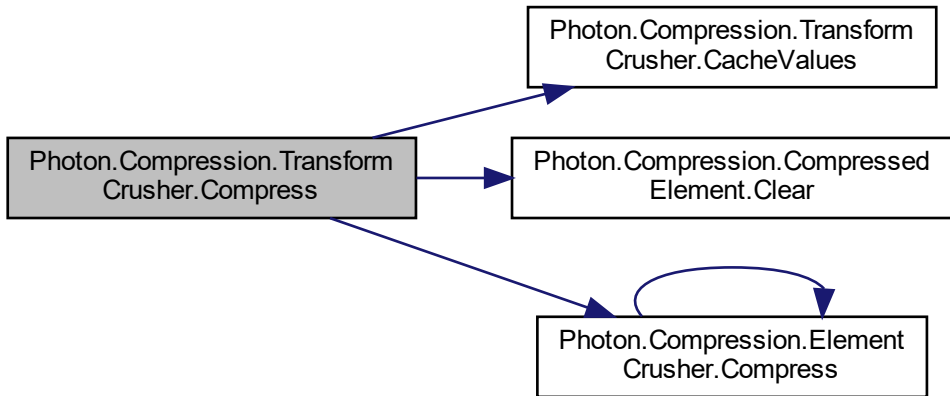 Photon.Compression.Transform
Crusher.CacheValues
Photon.Compression.Transform
Crusher.Compress
Photon.Compression.Compressed
Element.Clear
Photon.Compression.Element
Crusher.Compress